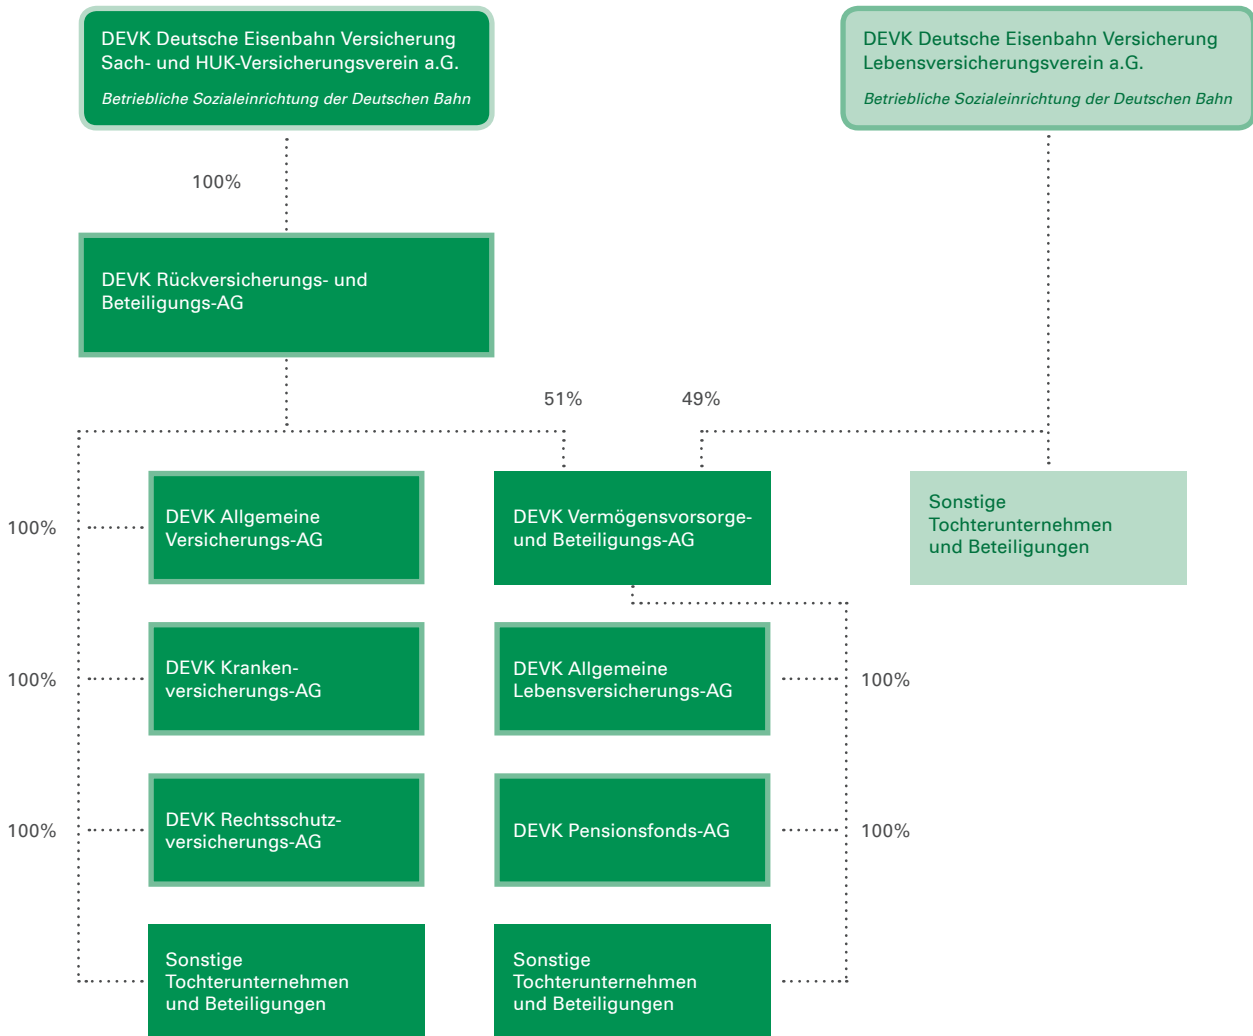 DEVK Deutsche Eisenbahn Versicherung
Sach- und HUK-Versicherungsverein a.G.
Betriebliche Sozialeinrichtung der Deutschen Bahn
DEVK Deutsche Eisenbahn Versicherung
Lebensversicherungsverein a.G.
Betriebliche Sozialeinrichtung der Deutschen Bahn
100%
DEVK Rückversicherungs- und
Beteiligungs-AG
51%
49%
100%
DEVK Allgemeine
Versicherungs-AG
DEVK Vermögensvorsorge-
und Beteiligungs-AG
Sonstige
Tochterunternehmen
und Beteiligungen
100%
DEVK Kranken-
versicherungs-AG
DEVK Allgemeine
Lebensversicherungs-AG
100%
100%
DEVK Rechtsschutz-
versicherungs-AG
DEVK Pensionsfonds-AG
100%
Sonstige
Tochterunternehmen
und Beteiligungen
Sonstige
Tochterunternehmen
und Beteiligungen